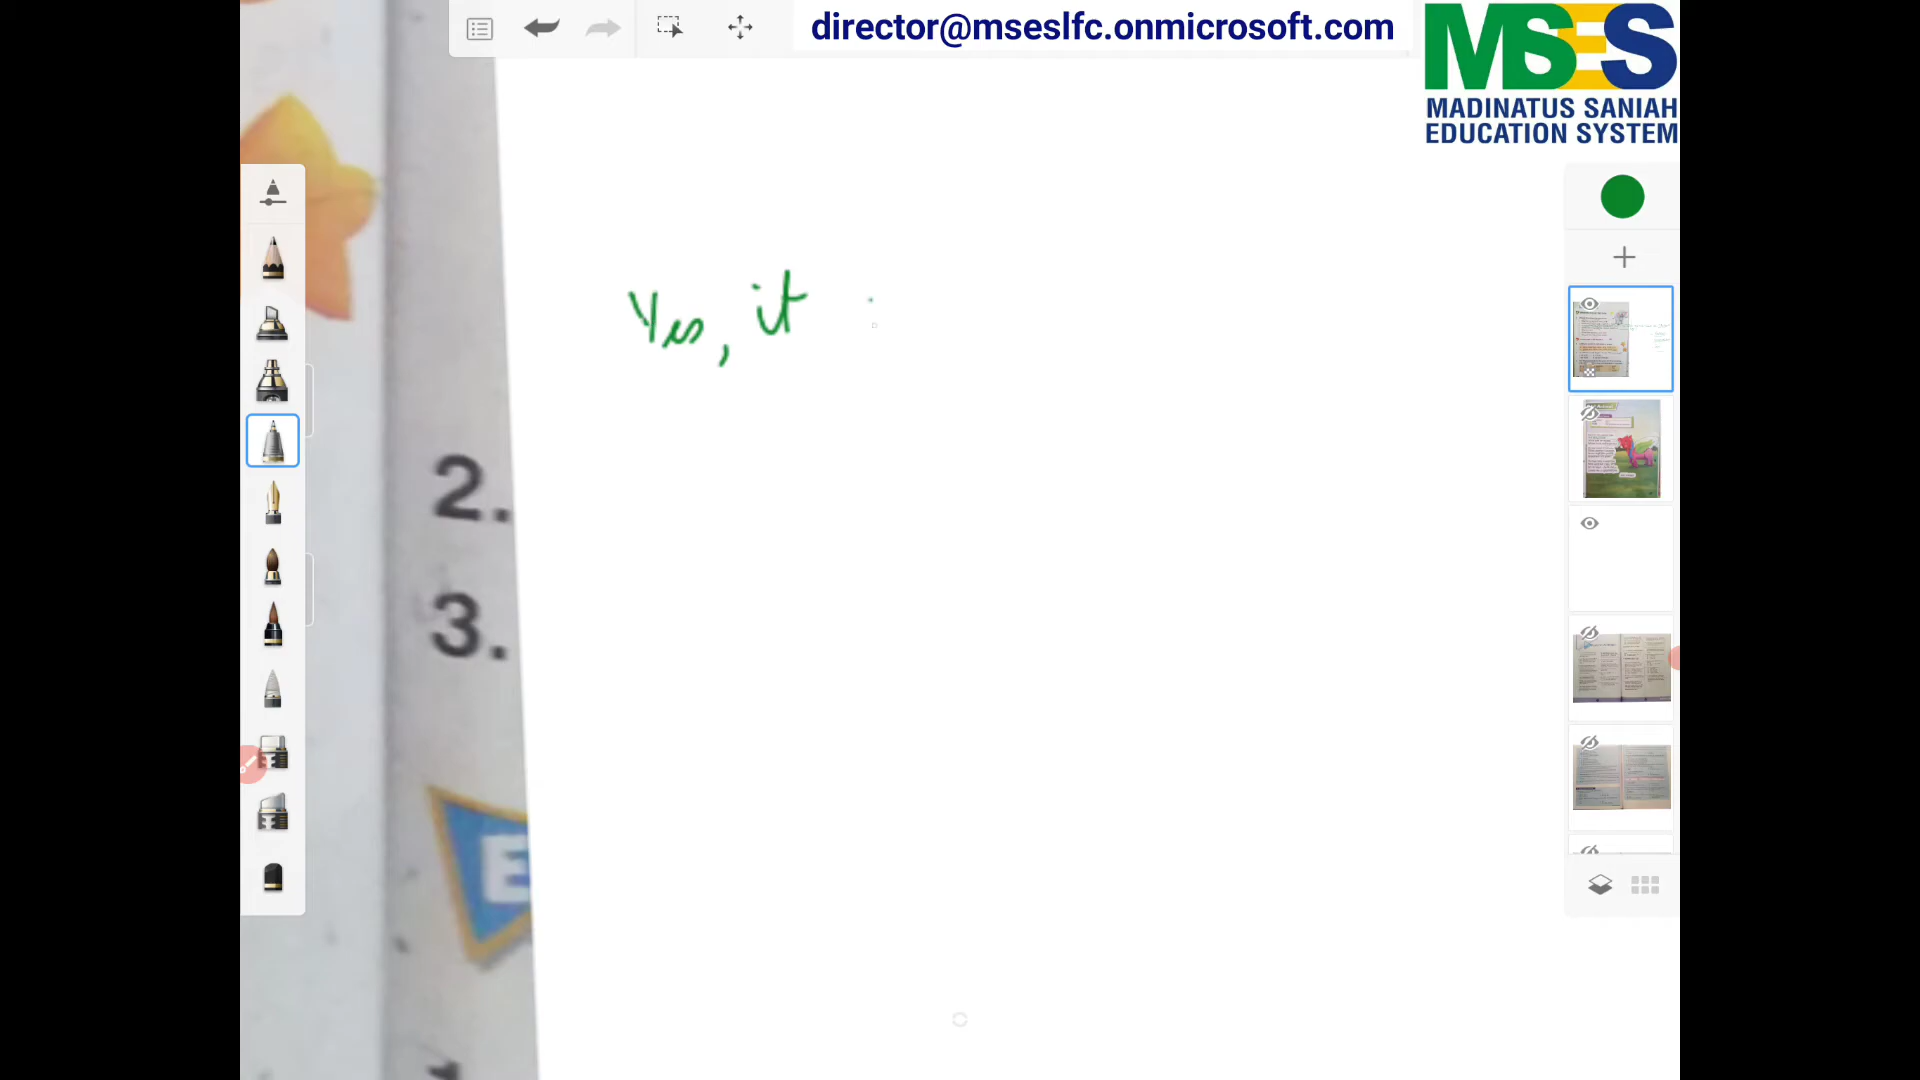 director@mseslfc.onmicrosoft.com
MSES
MADINATUS SANIAH
EDUCATION SYSTEM
Yes, it
2.
3.
E